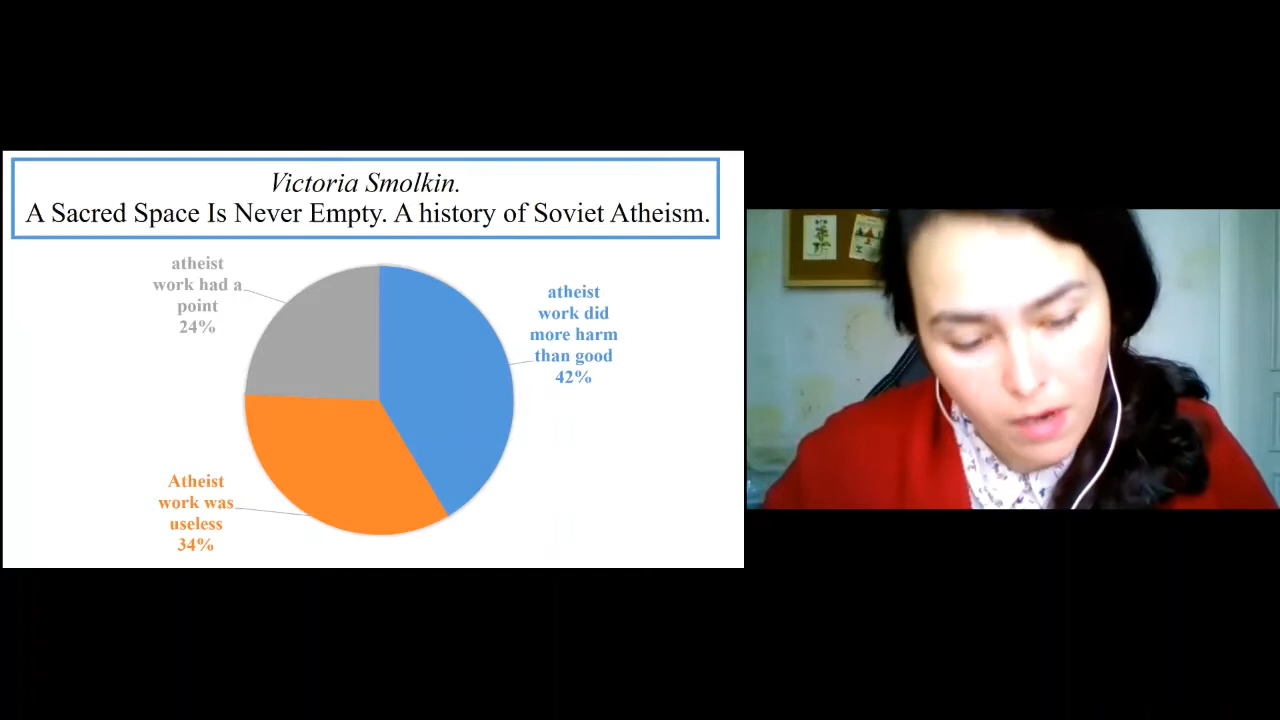 Victoria Smolkin.
A Sacred Space Is Never Empty. A history of Soviet Atheism.
atheist
work had a
point
24%
atheist
work did
more harm
than good
42%
Atheist
work was
useless
34%